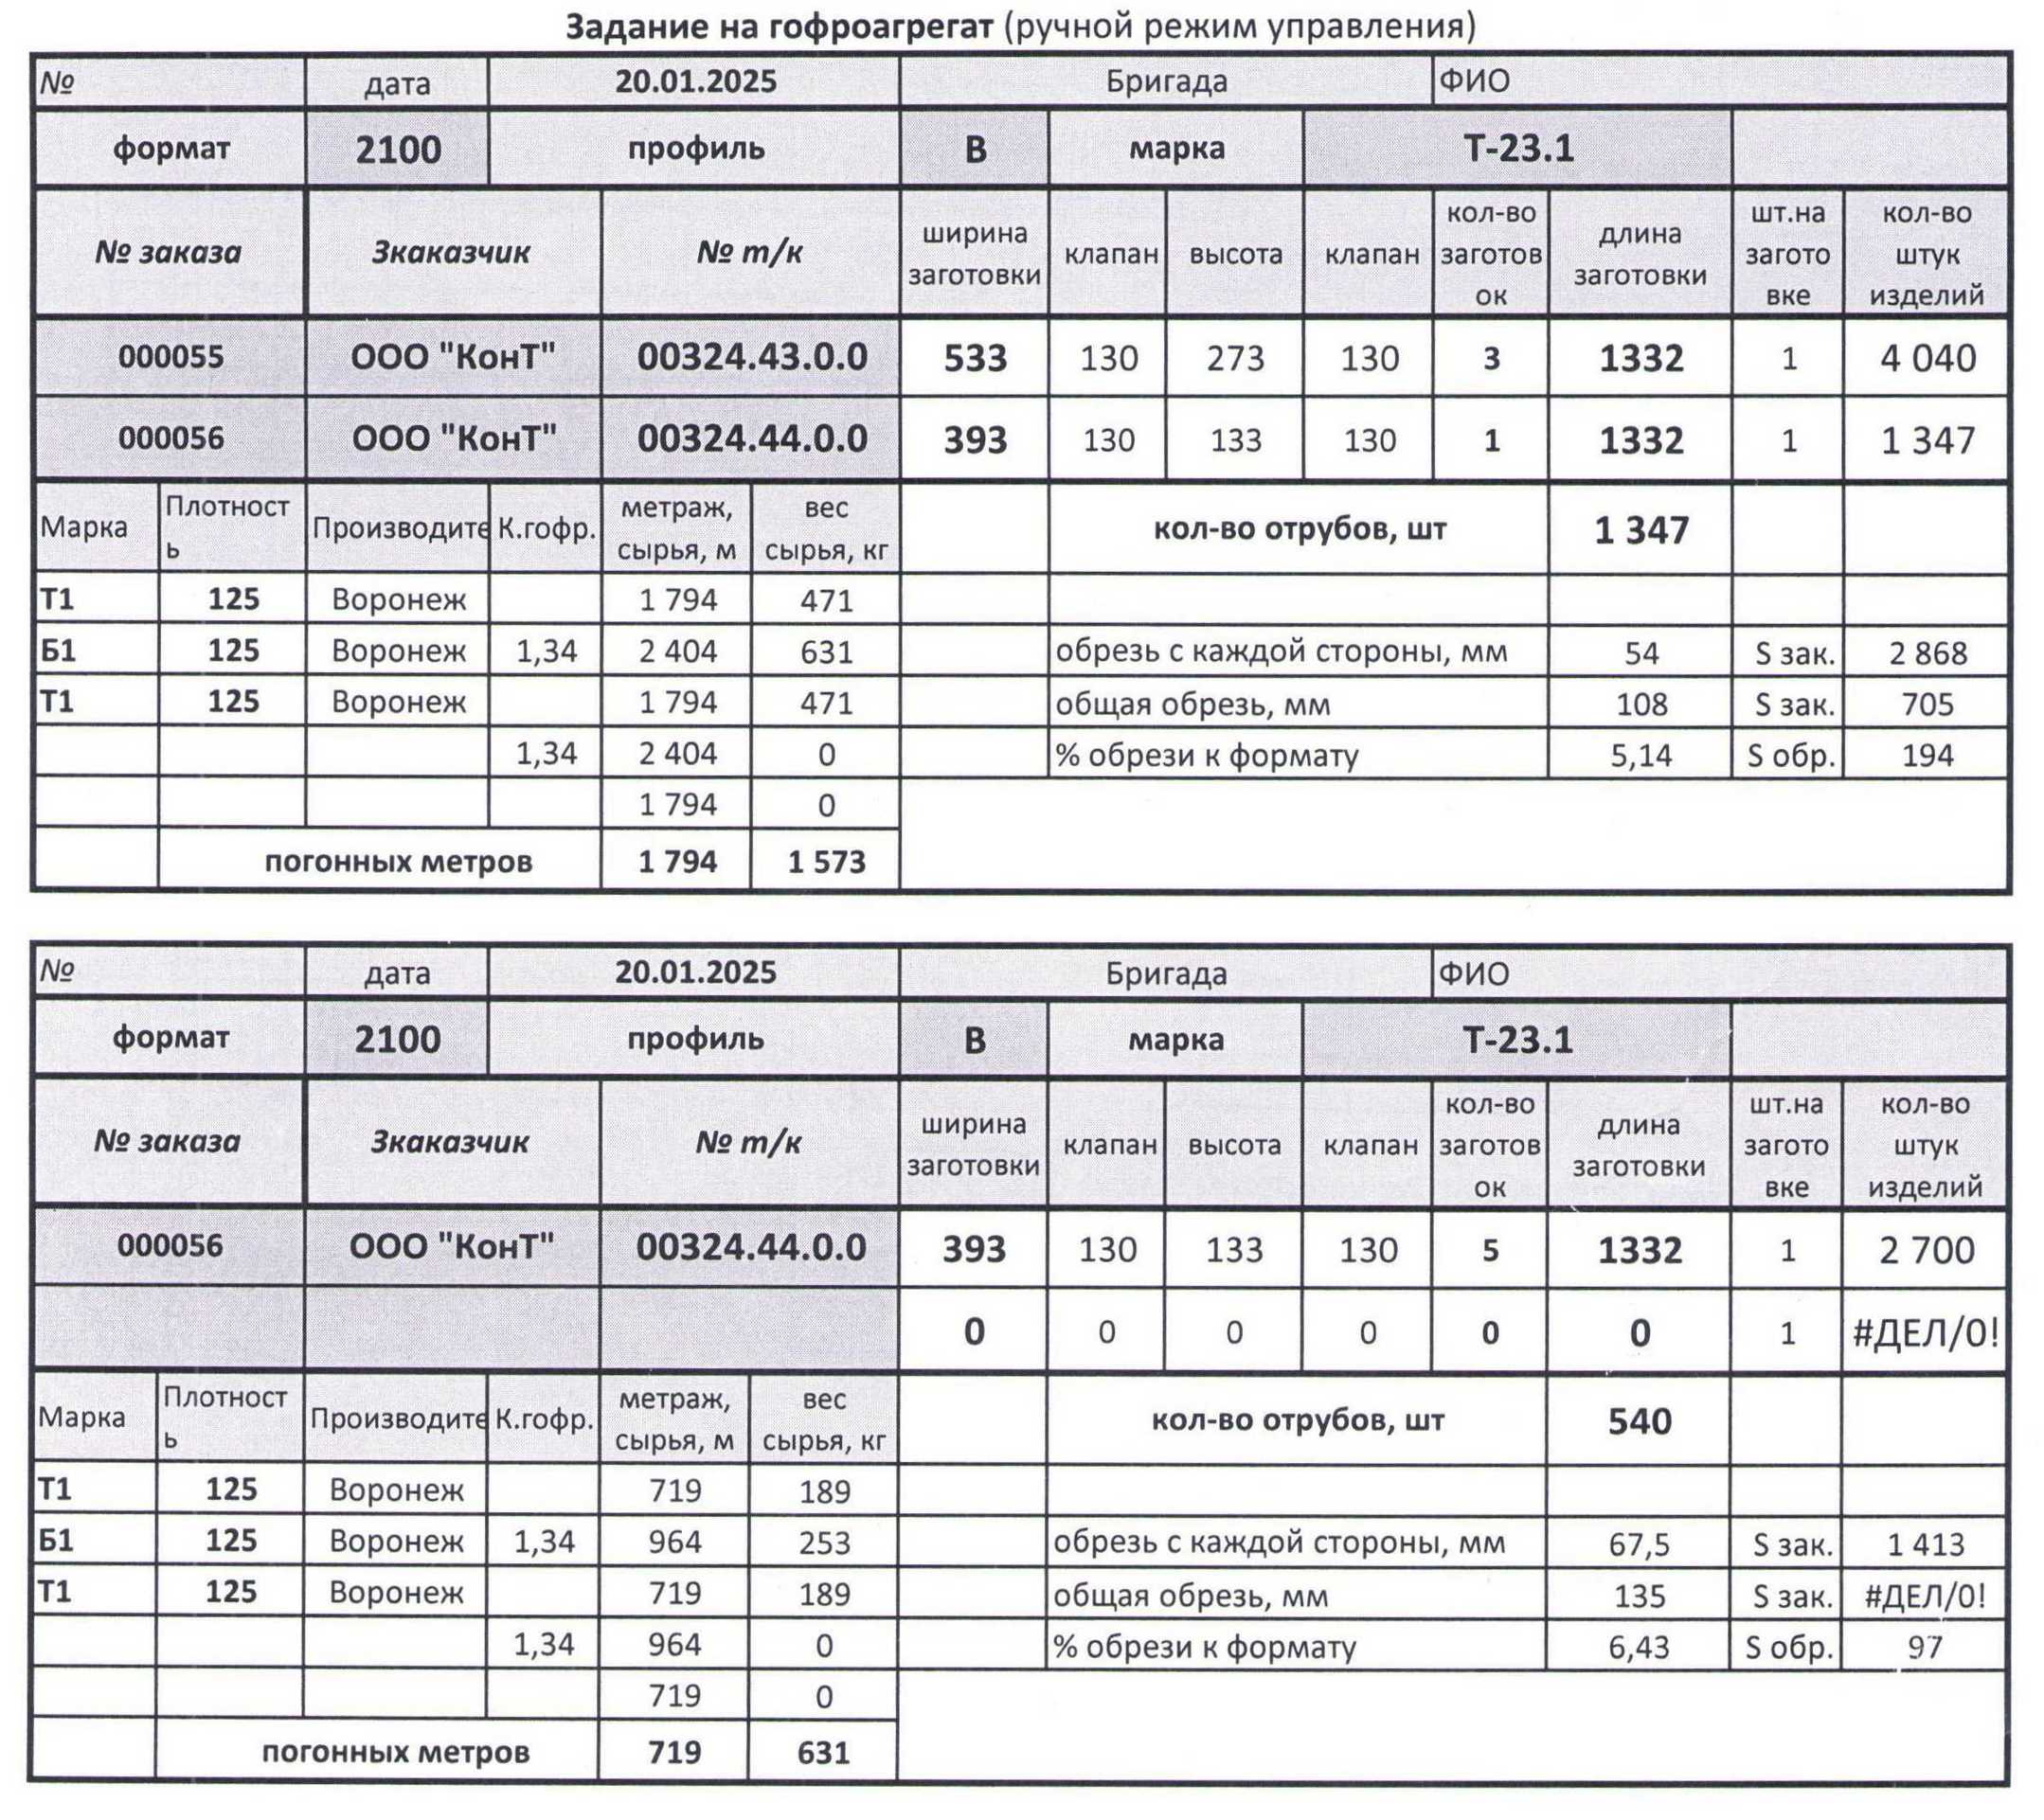 Задание на гофроагрегат (ручной режим управления)
№ дата 20.01.2025 Бригада ФИО
формат 2100 профиль В марка Т-23.1
№ заказа Зкаказчик № т/к ширина заготовки клапан высота клапан кол-во заготов ок длина заготовки шт.на загото вке кол-во штук изделий
000055 ООО "КонТ" 00324.43.0.0 533 130 273 130 3 1332 1 4 040
000056 ООО "КонТ" 00324.44.0.0 393 130 133 130 1 1332 1 1 347
Марка Плотност ь Производите К.гофр. метраж, сырья, м вес сырья, кг кол-во отрубов, шт 1 347
Т1 125 Воронеж 1 794 471
Б1 125 Воронеж 1,34 2 404 631 обрезь с каждой стороны, мм 54 S зак. 2 868
Т1 125 Воронеж 1 794 471 общая обрезь, мм 108 S зак. 705
1,34 2 404 0 % обрези к формату 5,14 S обр. 194
1 794 0
погонных метров 1 794 1 573
№ дата 20.01.2025 Бригада ФИО
формат 2100 профиль В марка Т-23.1
№ заказа Зкаказчик № т/к ширина заготовки клапан высота клапан кол-во заготов ок длина заготовки шт.на загото вке кол-во штук изделий
000056 ООО "КонТ" 00324.44.0.0 393 130 133 130 5 1332 1 2 700
0 0 0 0 0 0 1 #ДЕЛ/0!
Марка Плотност ь Производите К.гофр. метраж, сырья, м вес сырья, кг кол-во отрубов, шт 540
Т1 125 Воронеж 719 189
Б1 125 Воронеж 1,34 964 253 обрезь с каждой стороны, мм 67,5 S зак. 1 413
Т1 125 Воронеж 719 189 общая обрезь, мм 135 S зак. #ДЕЛ/0!
1,34 964 0 % обрези к формату 6,43 S обр. 97
719 0
погонных метров 719 631